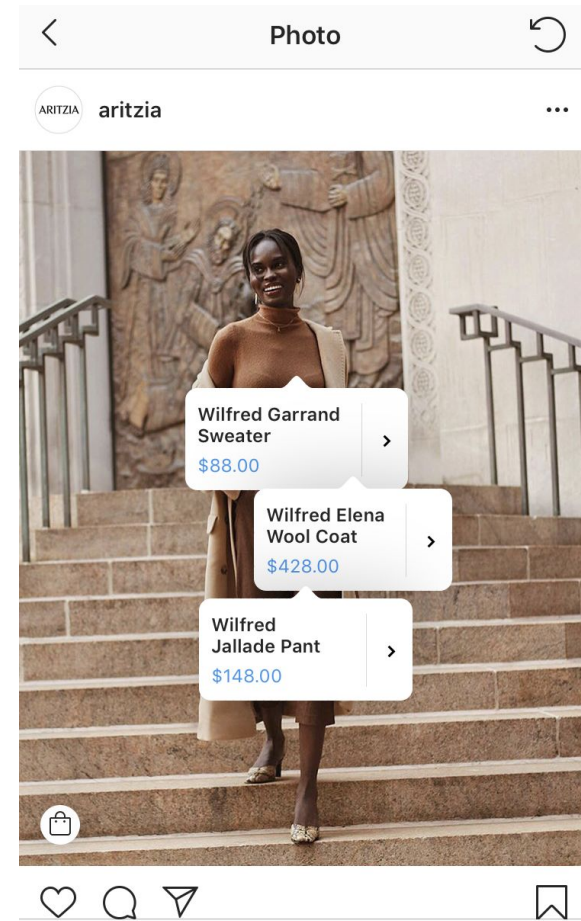 Photo
ARITZIA
aritzia
Wilfred Garrand
Sweater
$88.00
Wilfred Elena
Wool Coat
$428.00
Wilfred
Jallade Pant
$148.00